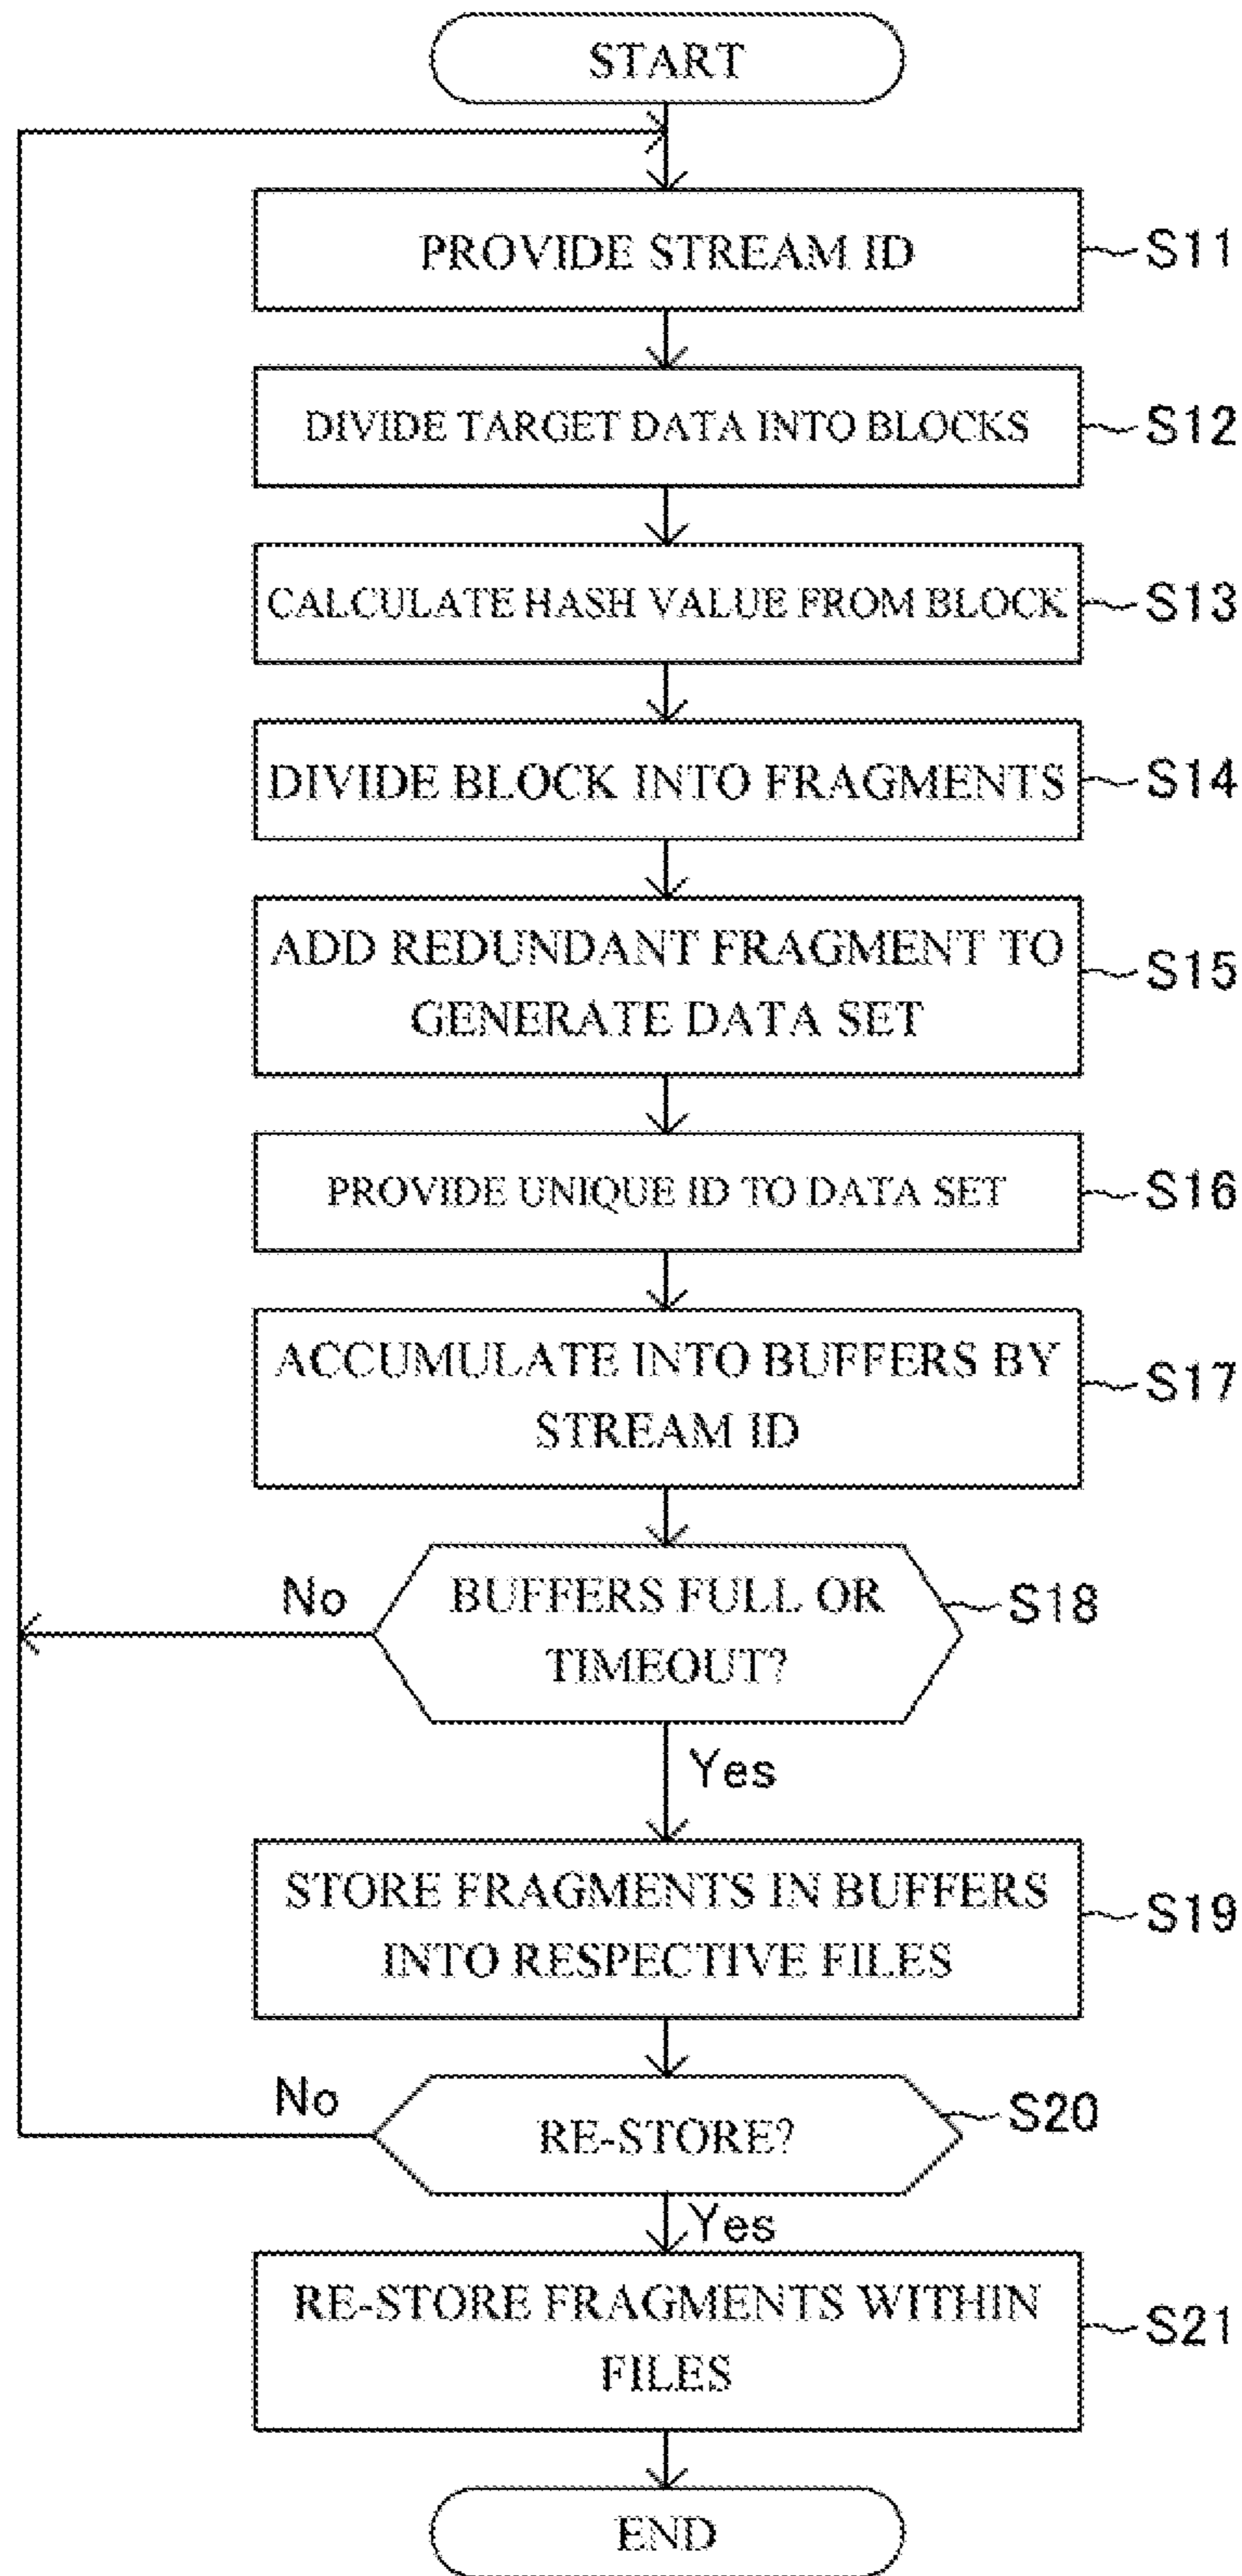 START
PROVIDE STREAM ID
S11
DIVIDE TARGET DATA INTO BLOCKS
S12
CALCULATE HASH VALUE FROM BLOCK
S13
DIVIDE BLOCK INTO FRAGMENTS
S14
ADD REDUNDANT FRAGMENT TO
GENERATE DATA SET
S15
PROVIDE UNIQUE ID TO DATA SET
S16
ACCUMULATE INTO BUFFERS BY
STREAM ID
S17
No
BUFFERS FULL OR
TIMEOUT?
S18
Yes
STORE FRAGMENTS IN BUFFERS
INTO RESPECTIVE FILES
S19
No
RE-STORE?
S20
Yes
RE-STORE FRAGMENTS WITHIN
FILES
S21
END